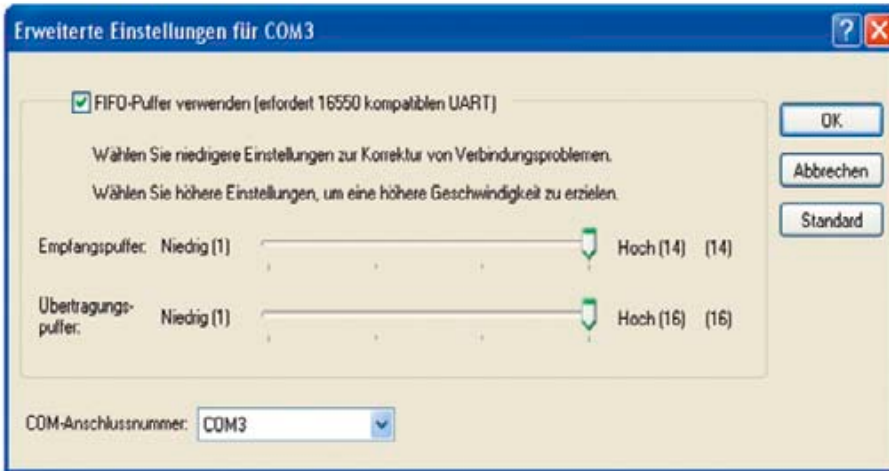 Erweiterte Einstellungen für COM3
FIFO-Puffer verwenden (erfordert 16550 kompatiblen UART)
Wählen Sie niedrigere Einstellungen zur Korrektur von Verbindungsproblemen.
Wählen Sie höhere Einstellungen, um eine höhere Geschwindigkeit zu erzielen.
Empfangspuffer: Niedrig (1) Hoch (14) (14)
Übertragungs-
puffer: Niedrig (1) Hoch (16) (16)
COM-Anschlussnummer: COM3
OK
Abbrechen
Standard